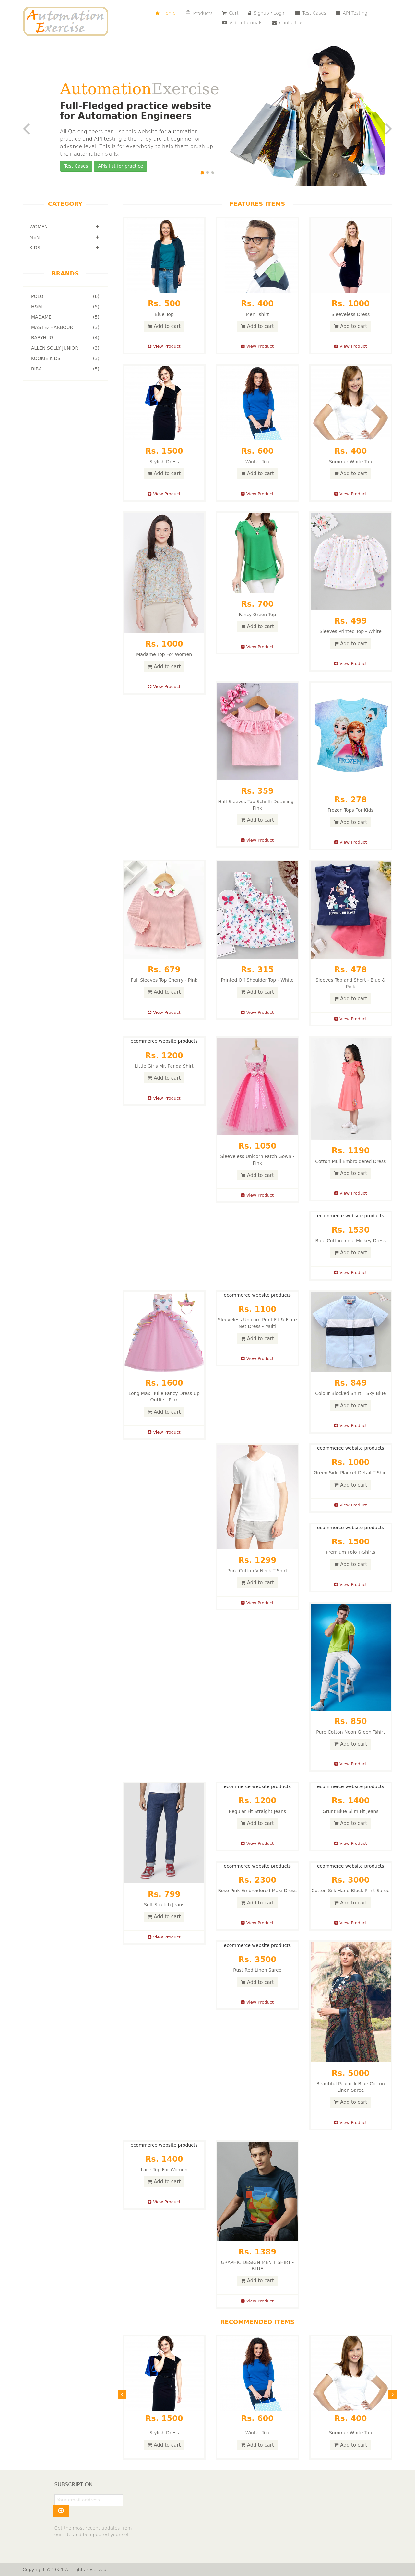 Automation
Exercise
Home
Products
Cart
Signup / Login
Test Cases
API Testing
Video Tutorials
Contact us
AutomationExercise
Full-Fledged practice website
for Automation Engineers
All QA engineers can use this website for automation
practice and API testing either they are at beginner or
advance level. This is for everybody to help them brush up
their automation skills.
Test Cases
APIs list for practice
CATEGORY
WOMEN
MEN
KIDS
BRANDS
POLO (6)
H&M (5)
MADAME (5)
MAST & HARBOUR (3)
BABYHUG (4)
ALLEN SOLLY JUNIOR (3)
KOOKIE KIDS (3)
BIBA (5)
FEATURES ITEMS
Rs. 500
Blue Top
Add to cart
View Product
Rs. 400
Men Tshirt
Add to cart
View Product
Rs. 1000
Sleeveless Dress
Add to cart
View Product
Rs. 1500
Stylish Dress
Add to cart
View Product
Rs. 600
Winter Top
Add to cart
View Product
Rs. 400
Summer White Top
Add to cart
View Product
Rs. 1000
Madame Top For Women
Add to cart
View Product
Rs. 700
Fancy Green Top
Add to cart
View Product
Rs. 499
Sleeves Printed Top - White
Add to cart
View Product
Rs. 359
Half Sleeves Top Schiffli Detailing -
Pink
Add to cart
View Product
Rs. 278
Frozen Tops For Kids
Add to cart
View Product
Rs. 679
Full Sleeves Top Cherry - Pink
Add to cart
View Product
Rs. 315
Printed Off Shoulder Top - White
Add to cart
View Product
Rs. 478
Sleeves Top and Short - Blue &
Pink
Add to cart
View Product
ecommerce website products
Rs. 1200
Little Girls Mr. Panda Shirt
Add to cart
View Product
Rs. 1050
Sleeveless Unicorn Patch Gown -
Pink
Add to cart
View Product
Rs. 1190
Cotton Mull Embroidered Dress
Add to cart
View Product
ecommerce website products
Rs. 1530
Blue Cotton Indie Mickey Dress
Add to cart
View Product
Rs. 1600
Long Maxi Tulle Fancy Dress Up
Outfits -Pink
Add to cart
View Product
ecommerce website products
Rs. 1100
Sleeveless Unicorn Print Fit & Flare
Net Dress - Multi
Add to cart
View Product
Rs. 849
Colour Blocked Shirt – Sky Blue
Add to cart
View Product
Rs. 1299
Pure Cotton V-Neck T-Shirt
Add to cart
View Product
ecommerce website products
Rs. 1000
Green Side Placket Detail T-Shirt
Add to cart
View Product
ecommerce website products
Rs. 1500
Premium Polo T-Shirts
Add to cart
View Product
Rs. 850
Pure Cotton Neon Green Tshirt
Add to cart
View Product
Rs. 799
Soft Stretch Jeans
Add to cart
View Product
ecommerce website products
Rs. 1200
Regular Fit Straight Jeans
Add to cart
View Product
ecommerce website products
Rs. 1400
Grunt Blue Slim Fit Jeans
Add to cart
View Product
ecommerce website products
Rs. 2300
Rose Pink Embroidered Maxi Dress
Add to cart
View Product
ecommerce website products
Rs. 3000
Cotton Silk Hand Block Print Saree
Add to cart
View Product
ecommerce website products
Rs. 3500
Rust Red Linen Saree
Add to cart
View Product
Rs. 5000
Beautiful Peacock Blue Cotton
Linen Saree
Add to cart
View Product
ecommerce website products
Rs. 1400
Lace Top For Women
Add to cart
View Product
Rs. 1389
GRAPHIC DESIGN MEN T SHIRT -
BLUE
Add to cart
View Product
RECOMMENDED ITEMS
Rs. 1500
Stylish Dress
Add to cart
Rs. 600
Winter Top
Add to cart
Rs. 400
Summer White Top
Add to cart
SUBSCRIPTION
Your email address
Get the most recent updates from
our site and be updated your self...
Copyright © 2021 All rights reserved